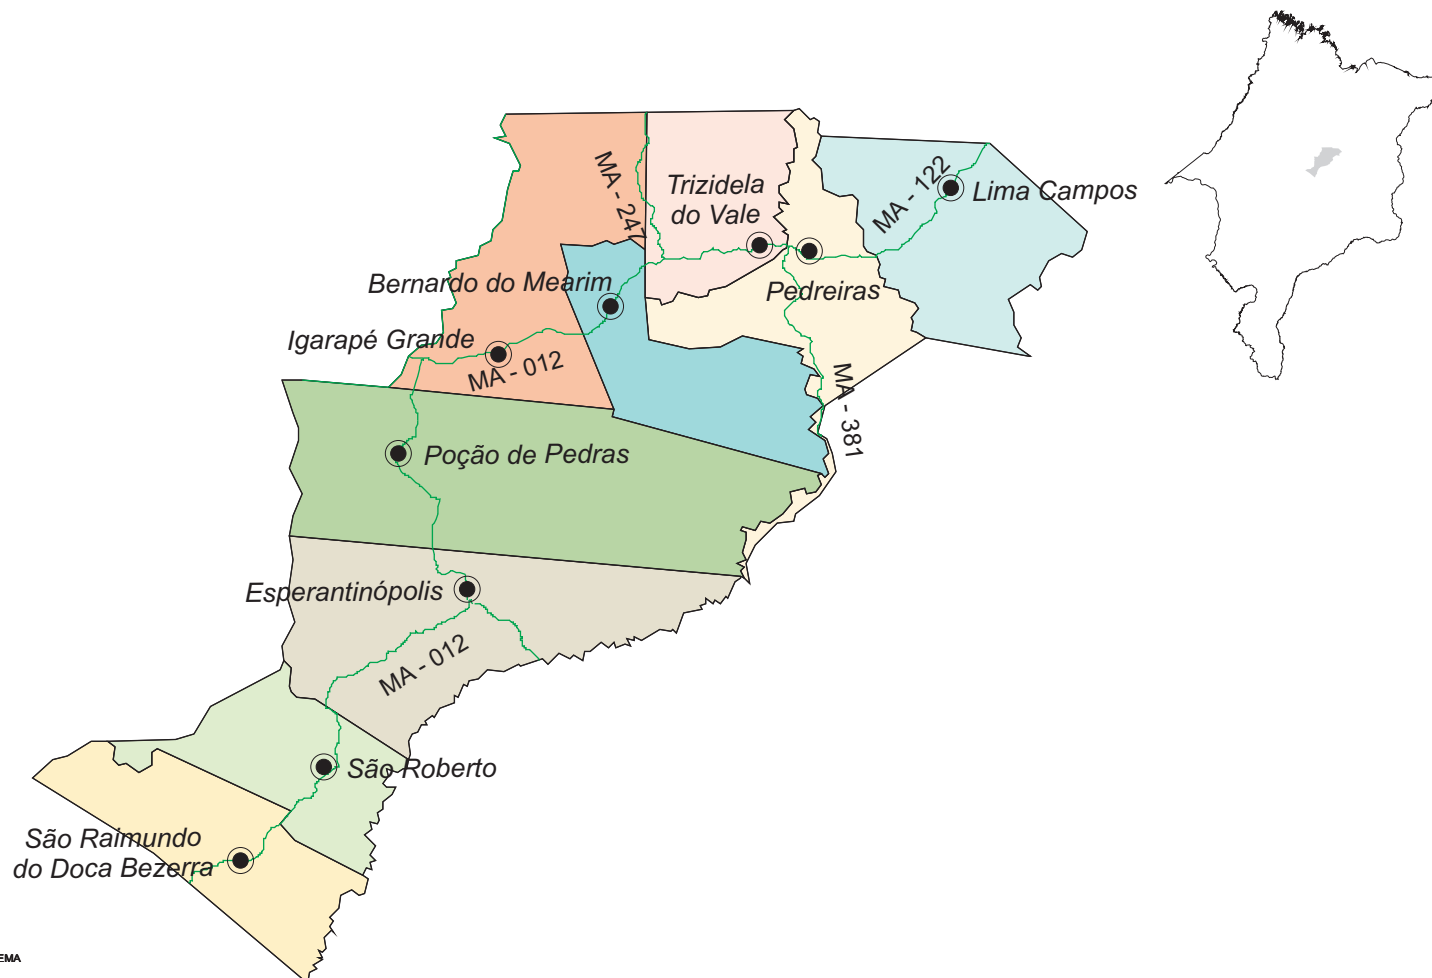 MA - 247
Trizidela
do Vale
MA - 122
Lima Campos
Bernardo do Mearim
Pedreiras
Igarapé Grande
MA - 012
MA - 381
Poção de Pedras
Esperantinópolis
MA - 012
São Roberto
São Raimundo
do Doca Bezerra
EMA